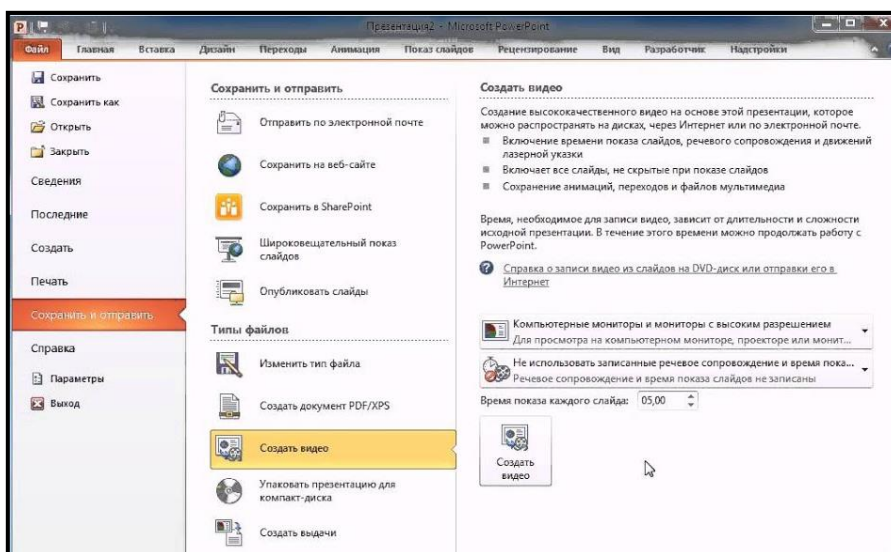 Презентация2 - Microsoft PowerPoint
Файл Главная Вставка Дизайн Переходы Анимация Показ слайдов Рецензирование Вид Разработчик Надстройки
Сохранить
Сохранить как
Открыть
Закрыть
Сведения
Последние
Создать
Печать
Сохранить и отправить
Справка
Параметры
Выход
Сохранить и отправить
Отправить по электронной почте
Сохранить на веб-сайте
Сохранить в SharePoint
Широковещательный показ
слайдов
Опубликовать слайды
Типы файлов
Изменить тип файла
Создать документ PDF/XPS
Создать видео
Упаковать презентацию для
компакт-диска
Создать выдачи
Создать видео
Создание высококачественного видео на основе этой презентации, которое
можно распространять на дисках, через Интернет или по электронной почте.
Включение времени показа слайдов, речевого сопровождения и движений
лазерной указки
Включает все слайды, не скрытые при показе слайдов
Сохранение анимаций, переходов и файлов мультимедиа
Время, необходимое для записи видео, зависит от длительности и сложности
исходной презентации. В течение этого времени можно продолжать работу с
PowerPoint.
Справка о записи видео из слайдов на DVD-диск или отправки его в
Интернет
Компьютерные мониторы и мониторы с высоким разрешением
Для просмотра на компьютерном мониторе, проекторе или монит...
Не использовать записанные речевое сопровождение и время пока...
Речевое сопровождение и время показа слайдов не записаны
Время показа каждого слайда: 05,00
Создать
видео